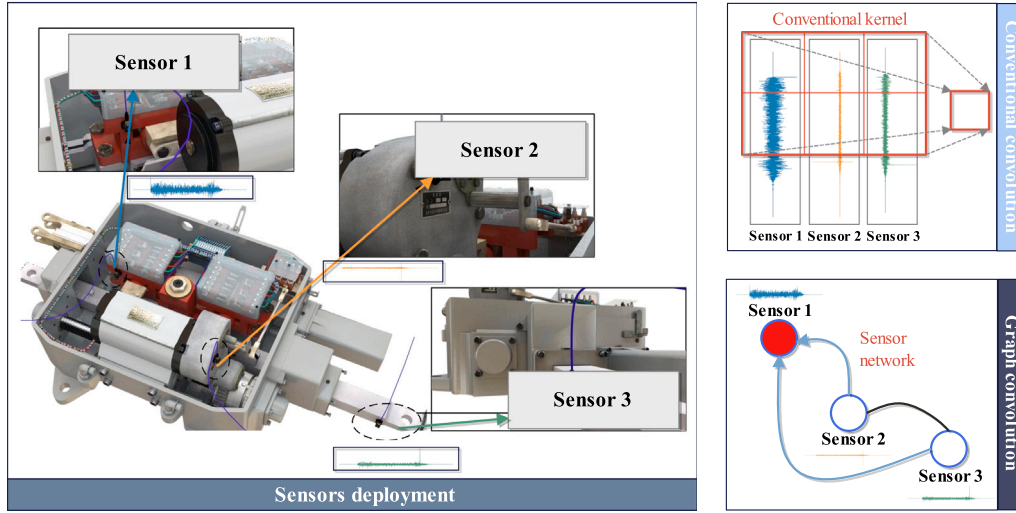 Sensor 1
Sensor 2
Sensor 3
Sensors deployment
Conventional kernel
Sensor 1 Sensor 2 Sensor 3
Conventional convolution
Sensor 1
Sensor
network
Sensor 2
Sensor 3
Graph convolution